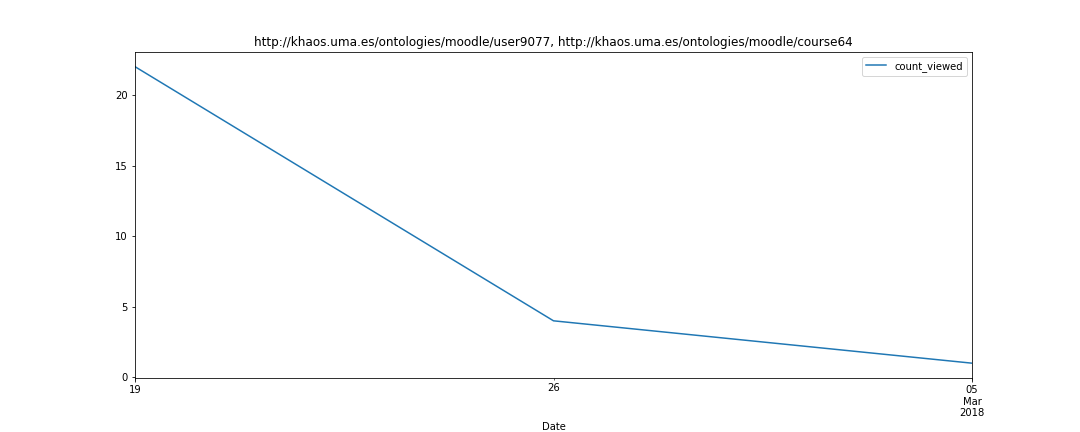 http://khaos.uma.es/ontologies/moodle/user9077, http://khaos.uma.es/ontologies/moodle/course64
count_viewed
20
15
10
5
0
19
26
05
Mar
2018
Date